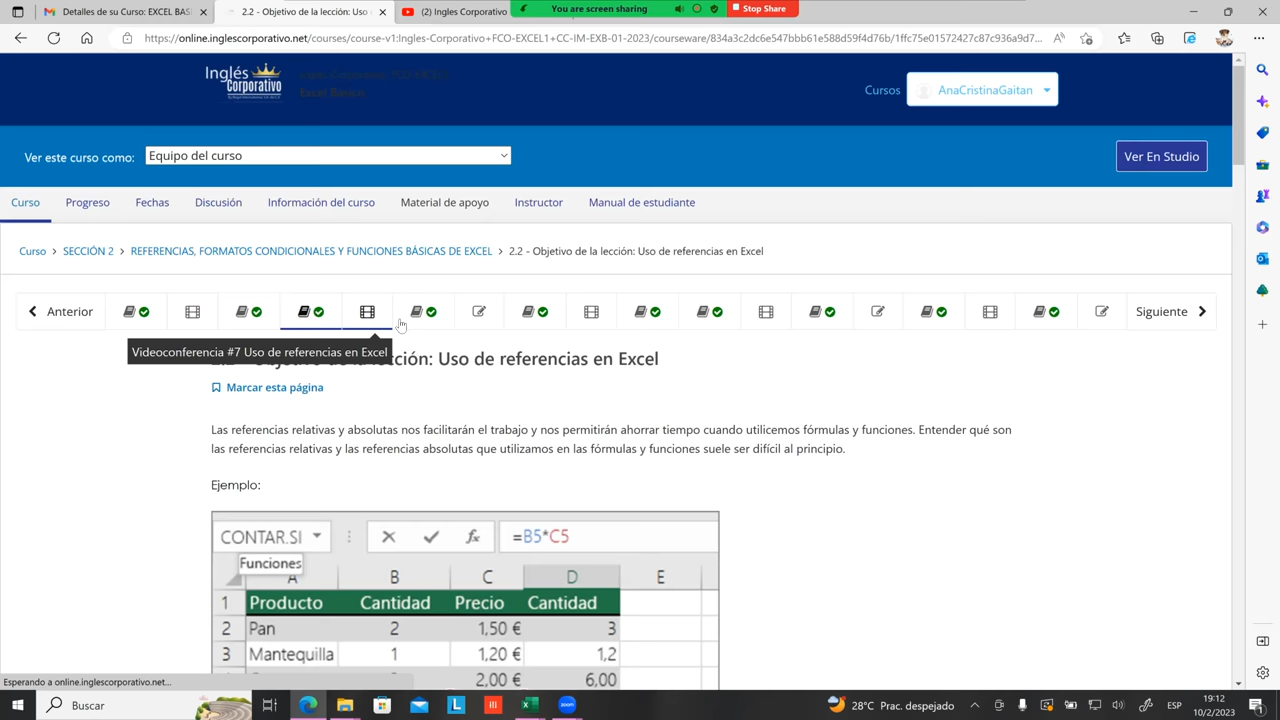 Detalles de su Curso: EXCEL BAS
2.2 - Objetivo de la lección: Uso de r
(2) Ingles Corporativo
You are screen sharing
Stop Share
https://online.inglescorporativo.net/courses/course-v1:Ingles-Corporativo+FCO-EXCEL1+CC-IM-EXB-01-2023/courseware/834a3c2dc6e547bbb61e588d59f4d76b/1ffc75e01572427c87c936a9d7...
Inglés
Corporativo
Excel Básico
Cursos
AnaCristinaGaitan
Ver este curso como:
Equipo del curso
Ver En Studio
Curso
Progreso
Fechas
Discusión
Información del curso
Material de apoyo
Instructor
Manual de estudiante
Curso > SECCIÓN 2 > REFERENCIAS, FORMATOS CONDICIONALES Y FUNCIONES BÁSICAS DE EXCEL > 2.2 - Objetivo de la lección: Uso de referencias en Excel
Anterior
Siguiente
Videoconferencia #7 Uso de referencias en Excel
cción: Uso de referencias en Excel
Marcar esta página
Las referencias relativas y absolutas nos facilitarán el trabajo y nos permitirán ahorrar tiempo cuando utilicemos fórmulas y funciones. Entender qué son
las referencias relativas y las referencias absolutas que utilizamos en las fórmulas y funciones suele ser difícil al principio.
Ejemplo:
CONTAR.SI fx =B5*C5
Funciones
A B C D E
1 Producto Cantidad Precio Cantidad
2 Pan 2 1,50 € 3
3 Mantequilla 1 1,20 € 1,2
2,00 € 6,00
Esperando a online.inglescorporativo.net...
Buscar
28°C Prac. despejado
ESP
19:12
10/2/2023